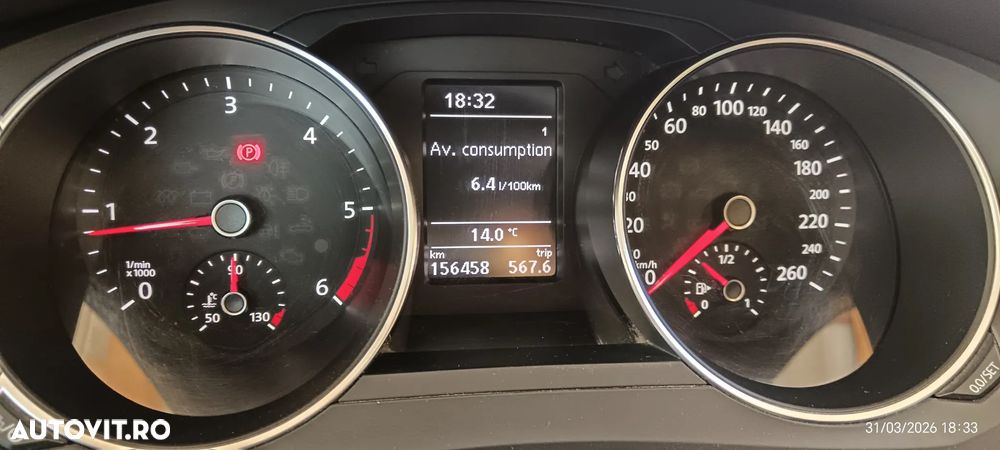 0 1 2 3 4 5 6
1/min
x1000
50 90 130
°C
18:32
1
Av. consumption
6.4 l/100km
14.0 °C
km trip
156458 567.6
0 20 30 40 50 60 80 100 120 140 160 180 200 220 240 260
km/h
0 1/2 1
0.0/SET
P
AUTOVIT.RO
31/03/2026 18:33